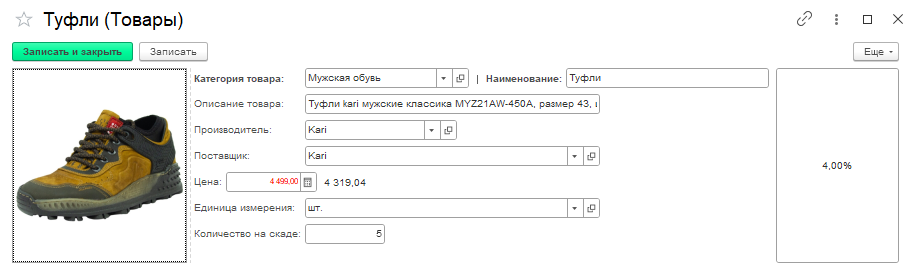 Туфли (Товары)
Записать и закрыть Записать Еще
Категория товара: Мужская обувь | Наименование: Туфли
Описание товара: Туфли kari мужские классика MYZ21AW-450A, размер 43,
Производитель: Kari
Поставщик: Kari
4,00%
Цена: 4 499,00 4 319,04
Единица измерения: шт.
Количество на скаде: 5